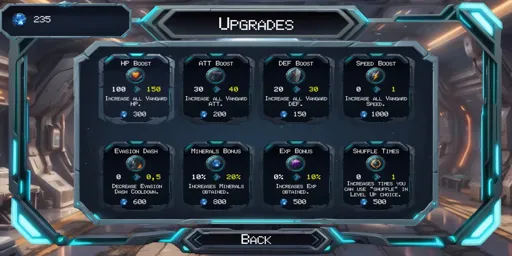 235
Upgrades
HP Boost
ATT Boost
DEF Boost
Speed Boost
100 150
30 40
20 30
0 1
Increase all Vanguard HP.
Increase all Vanguard ATT.
Increase all Vanguard DEF.
Increase all Vanguard Speed.
300
200
150
1000
Evasion Dash
Minerals Bonus
Exp Bonus
Shuffle Times
0 0,5
10% 20%
0% 10%
0 1
Decrease Evasion Dash Cooldown.
Increases Minerals obtained.
Increases Exp obtained.
Increases times you can use "shuffle" in Level Up choice.
600
800
500
500
Back